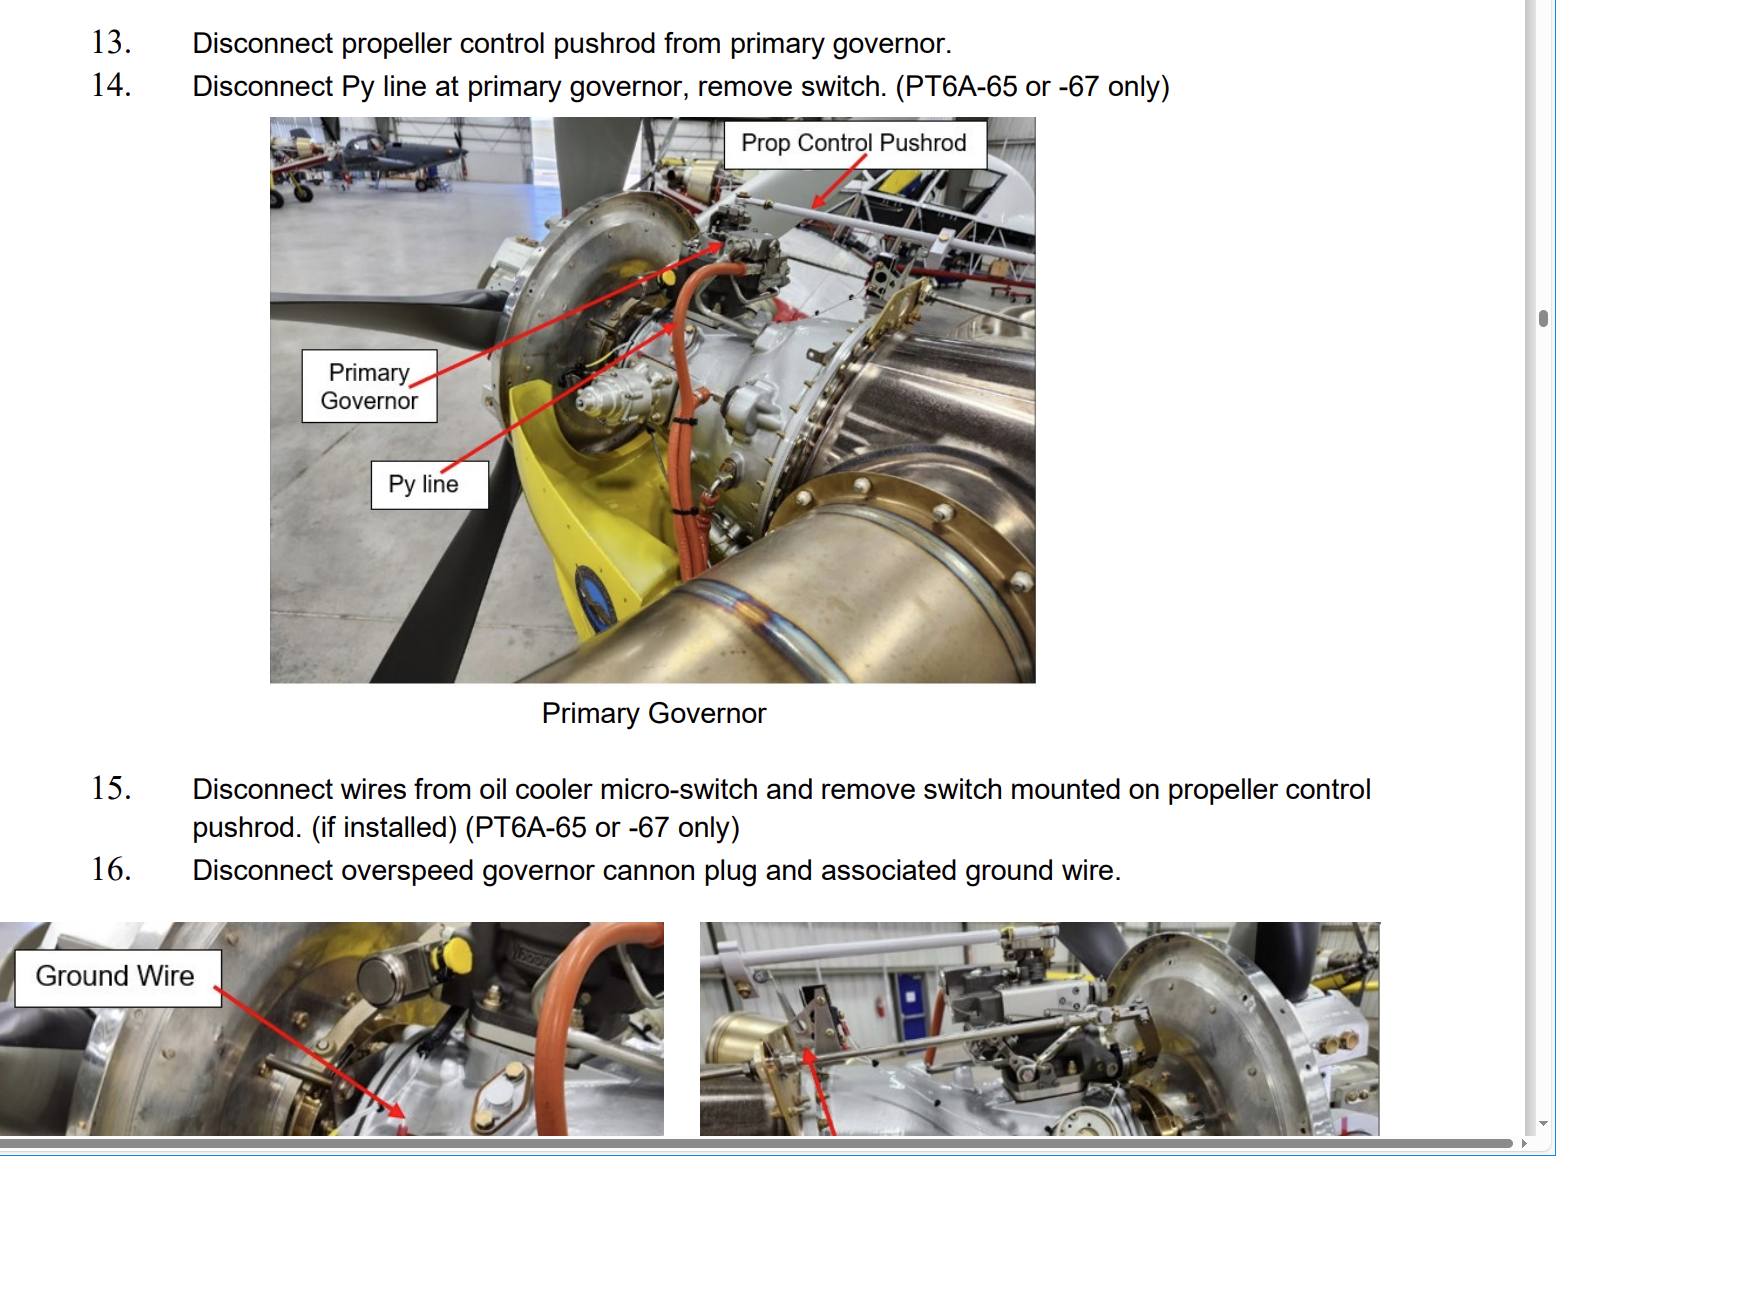 13. Disconnect propeller control pushrod from primary governor.
14. Disconnect Py line at primary governor, remove switch. (PT6A-65 or -67 only)
Prop Control Pushrod
Primary
Governor
Py line
Primary Governor
15. Disconnect wires from oil cooler micro-switch and remove switch mounted on propeller control
pushrod. (if installed) (PT6A-65 or -67 only)
16. Disconnect overspeed governor cannon plug and associated ground wire.
Ground Wire